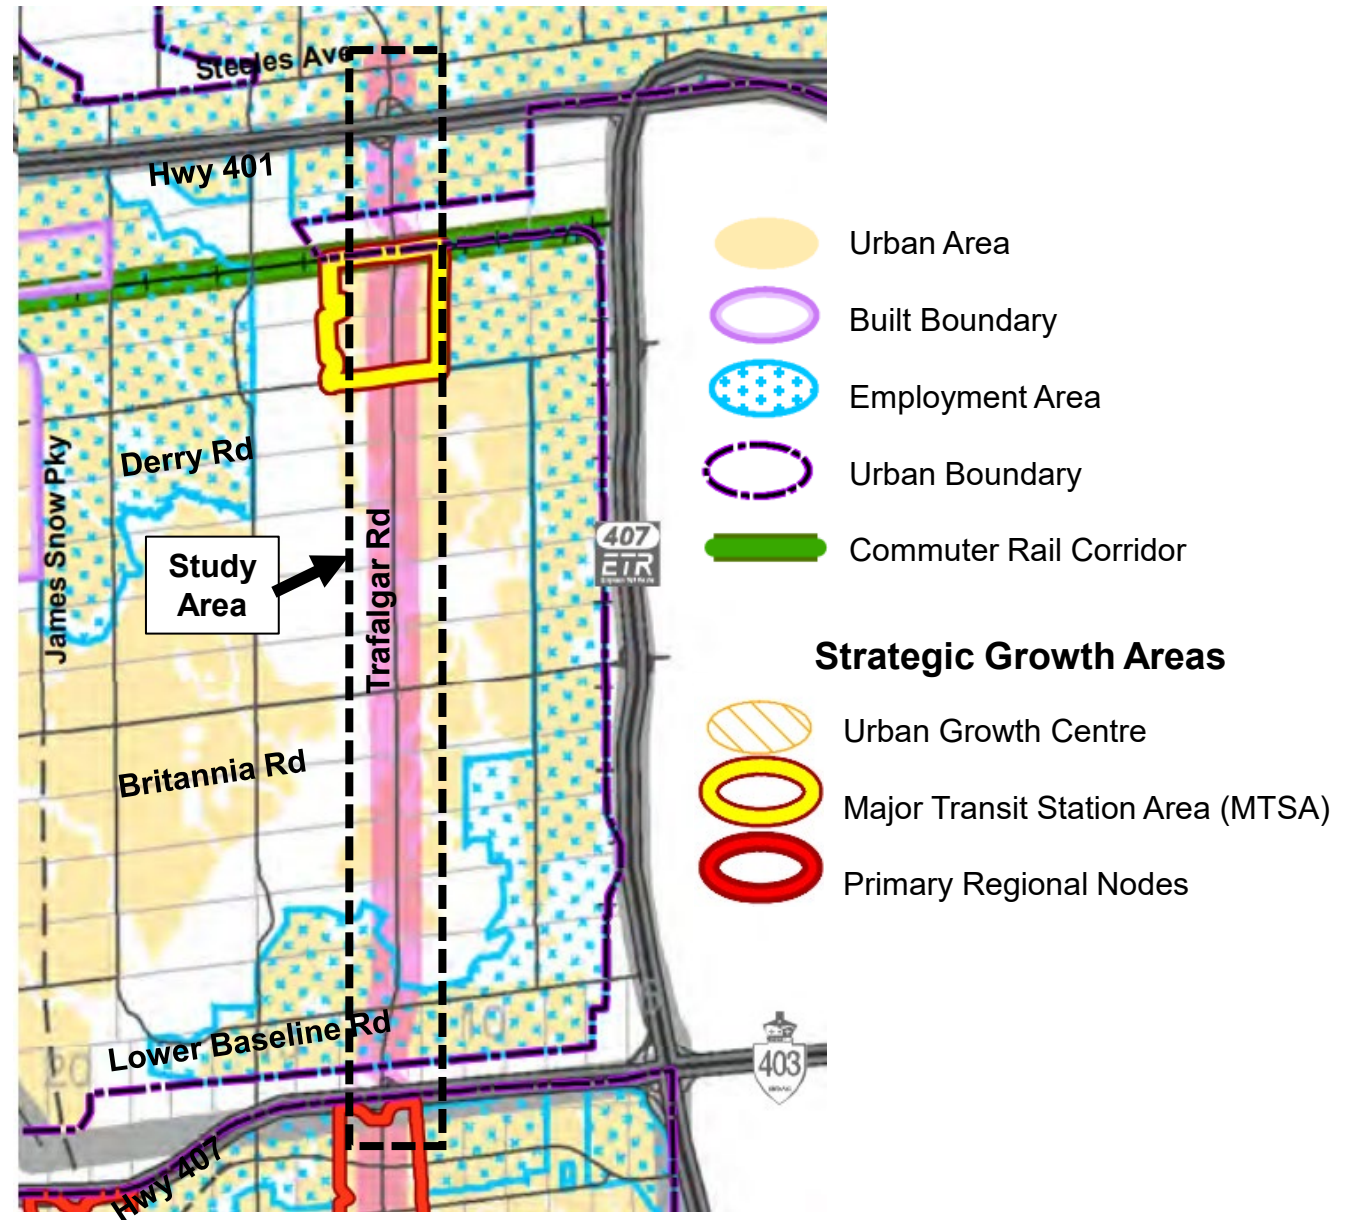 Steeles Ave
Hwy 401
Derry Rd
James Snow Pky
Study
Area
Trafalgar Rd
407
ETR
Britannia Rd
Lower Baseline Rd
10
20
403
Hwy 407
Urban Area
Built Boundary
Employment Area
Urban Boundary
Commuter Rail Corridor
Strategic Growth Areas
Urban Growth Centre
Major Transit Station Area (MTSA)
Primary Regional Nodes